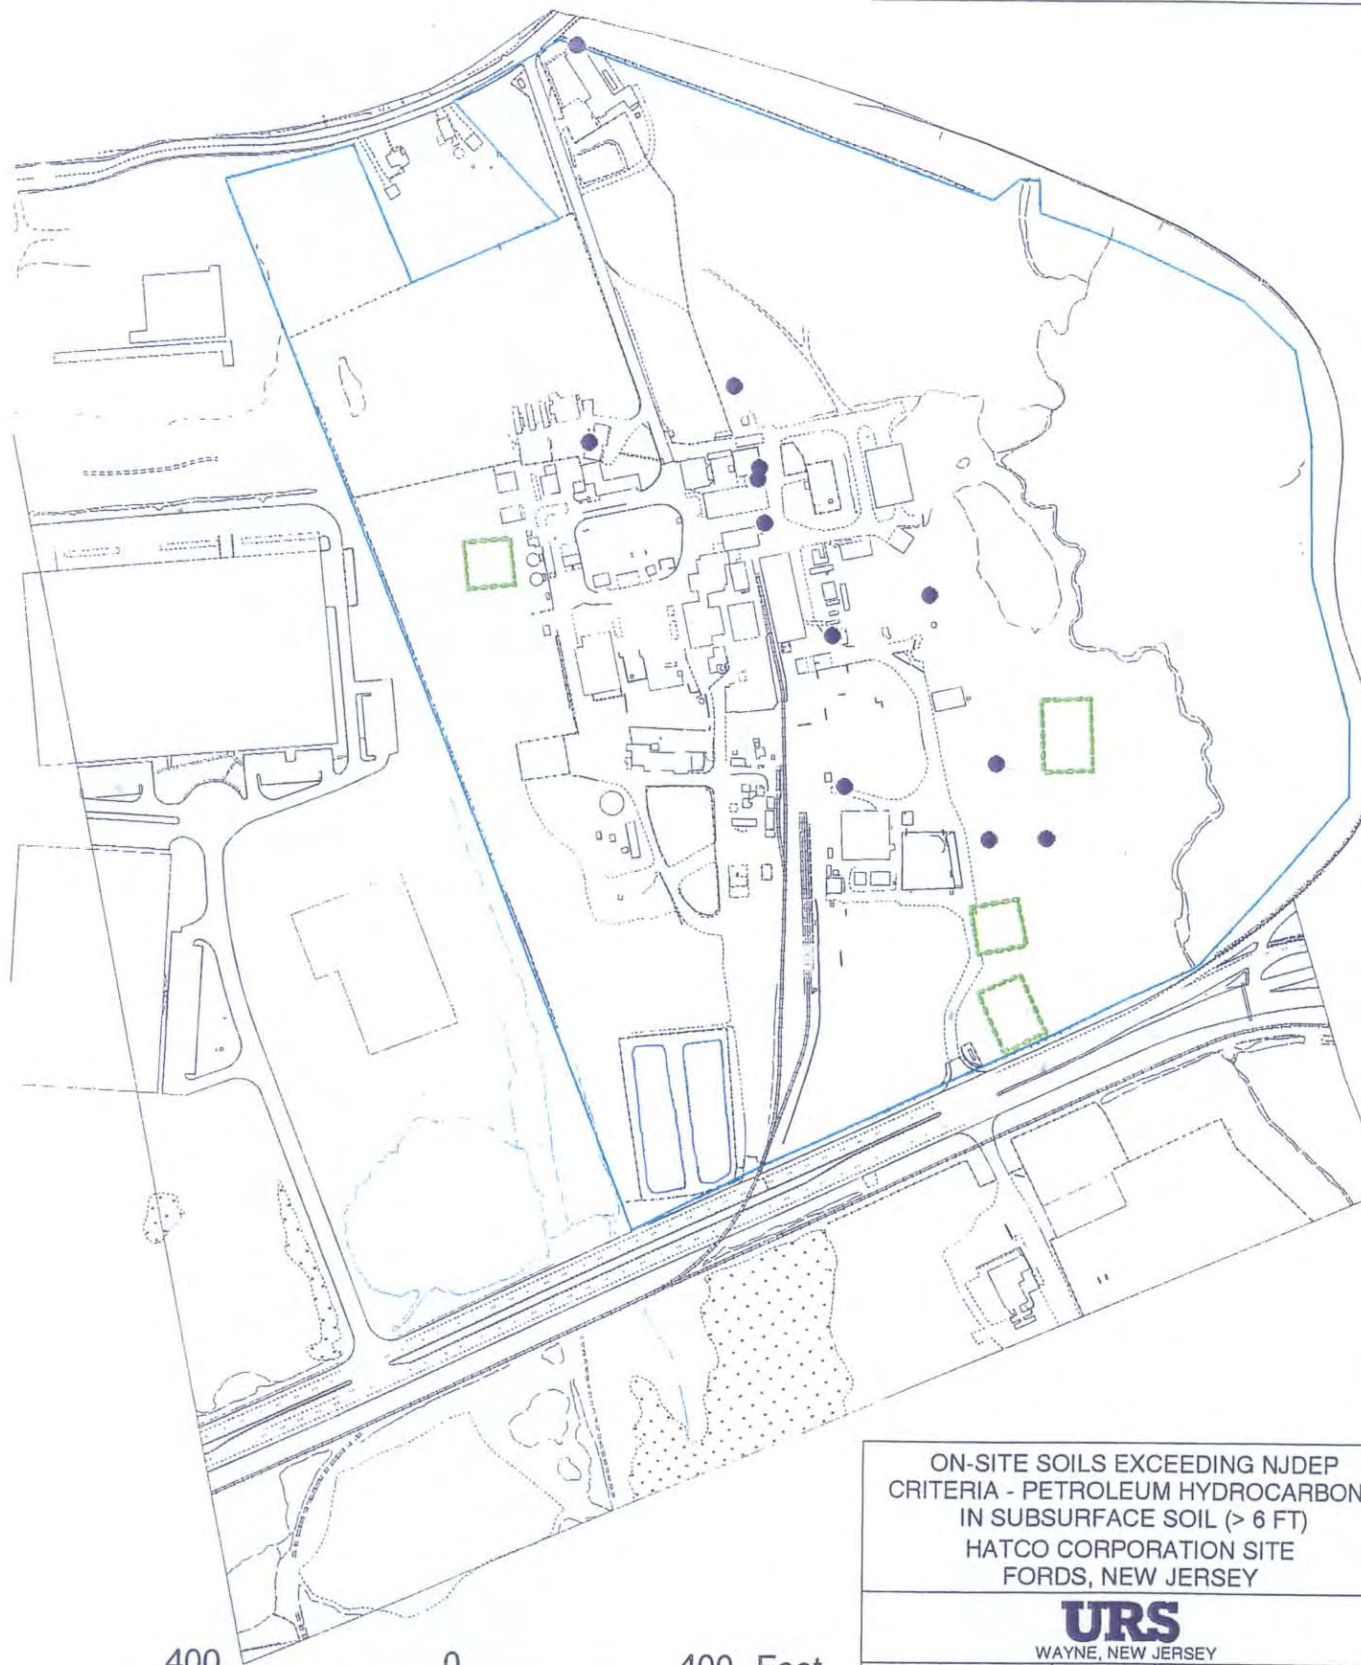 400 0 400 Feet
ON-SITE SOILS EXCEEDING NJDEP
CRITERIA - PETROLEUM HYDROCARBON
IN SUBSURFACE SOIL (> 6 FT)
HATCO CORPORATION SITE
FORDS, NEW JERSEY
URS
WAYNE, NEW JERSEY